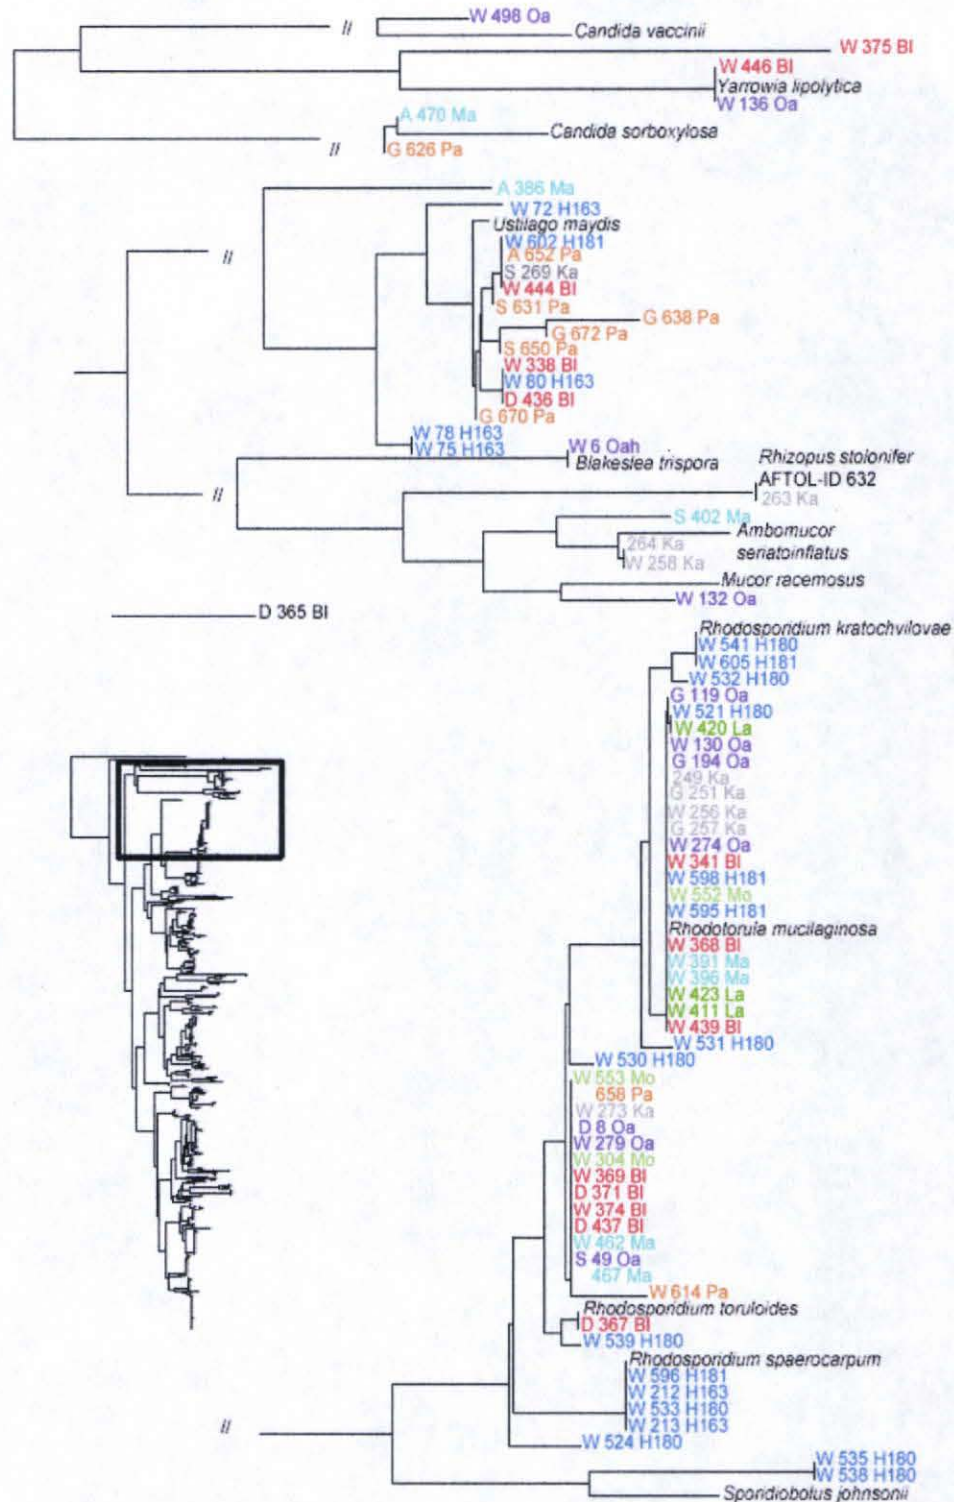 W 498 Oa
Candida vaccinii
W 375 Bl
W 446 Bl
Yarrowia lipolytica
W 136 Oa
A 470 Ma
Candida sorboxylosa
G 626 Pa
A 386 Ma
W 72 H163
Ustilago maydis
W 602 H181
A 652 Pa
S 269 Ka
W 444 Bl
S 631 Pa
G 638 Pa
G 672 Pa
S 650 Pa
W 338 Bl
W 80 H163
D 436 Bl
G 670 Pa
W 78 H163
W 75 H163
W 6 Oah
Blakeslea trispora
Rhizopus stolonifer
AFTOL-ID 632
263 Ka
S 402 Ma
Ambomucor
seriatoinflatus
264 Ka
W 258 Ka
Mucor racemosus
W 132 Oa
D 365 Bl
Rhodosporidium kratochvilovae
W 541 H180
W 605 H181
W 532 H180
G 119 Oa
W 521 H180
W 420 La
W 130 Oa
G 194 Oa
249 Ka
G 251 Ka
W 256 Ka
G 257 Ka
W 274 Oa
W 341 Bl
W 598 H181
W 552 Mo
W 595 H181
Rhodotorula mucilaginosa
W 368 Bl
W 391 Ma
W 396 Ma
W 423 La
W 411 La
W 439 Bl
W 531 H180
W 530 H180
W 553 Mo
658 Pa
W 273 Ka
D 8 Oa
W 279 Oa
W 304 Mo
W 369 Bl
D 371 Bl
W 374 Bl
D 437 Bl
W 462 Ma
S 49 Oa
467 Ma
W 614 Pa
Rhodosporidium toruloides
D 367 Bl
W 539 H180
Rhodosporidium spaerocarpum
W 596 H181
W 212 H163
W 533 H180
W 213 H163
W 524 H180
W 535 H180
W 538 H180
Sporidiobolus johnsonii